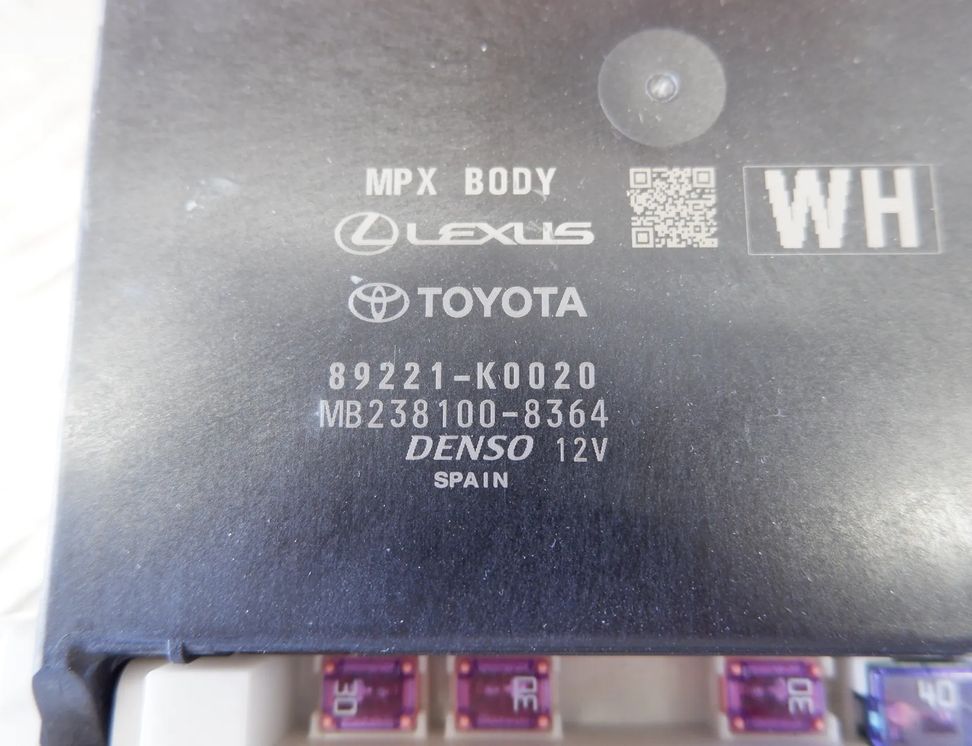 MPX BODY
LEXUS
WH
TOYOTA
89221-K0020
MB238100-8364
DENSO 12V
SPAIN
30
30
30
40